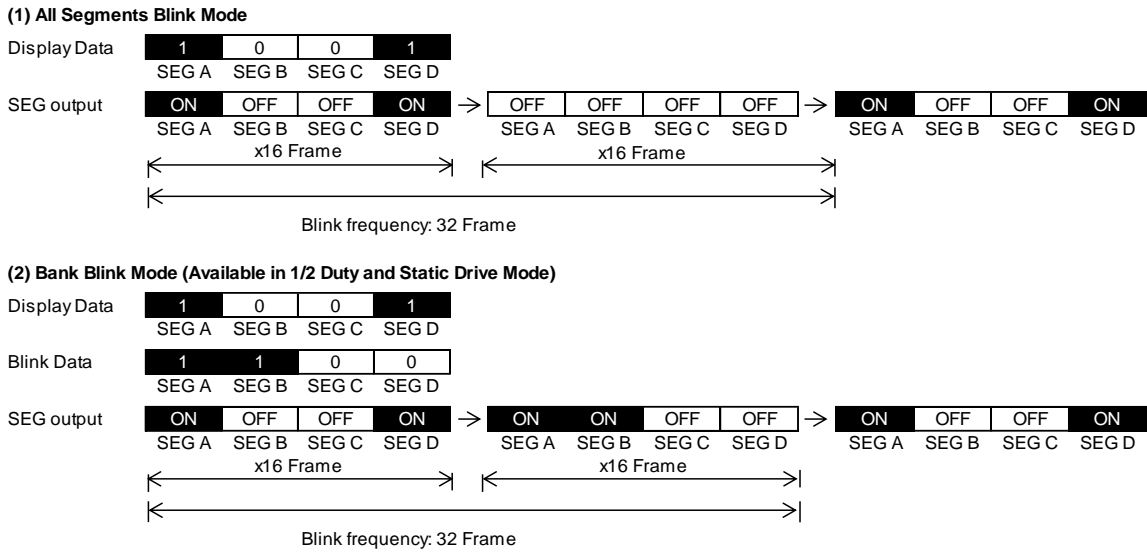 (1) All Segments Blink Mode
Display Data 1 0 0 1
SEG A SEG B SEG C SEG D
SEG output ON OFF OFF ON OFF OFF OFF OFF ON OFF OFF ON
SEG A SEG B SEG C SEG D SEG A SEG B SEG C SEG D SEG A SEG B SEG C SEG D
x16 Frame x16 Frame
Blink frequency: 32 Frame
(2) Bank Blink Mode (Available in 1/2 Duty and Static Drive Mode)
Display Data 1 0 0 1
SEG A SEG B SEG C SEG D
Blink Data 1 1 0 0
SEG A SEG B SEG C SEG D
SEG output ON OFF OFF ON ON ON OFF OFF ON OFF OFF ON
SEG A SEG B SEG C SEG D SEG A SEG B SEG C SEG D SEG A SEG B SEG C SEG D
x16 Frame x16 Frame
Blink frequency: 32 Frame